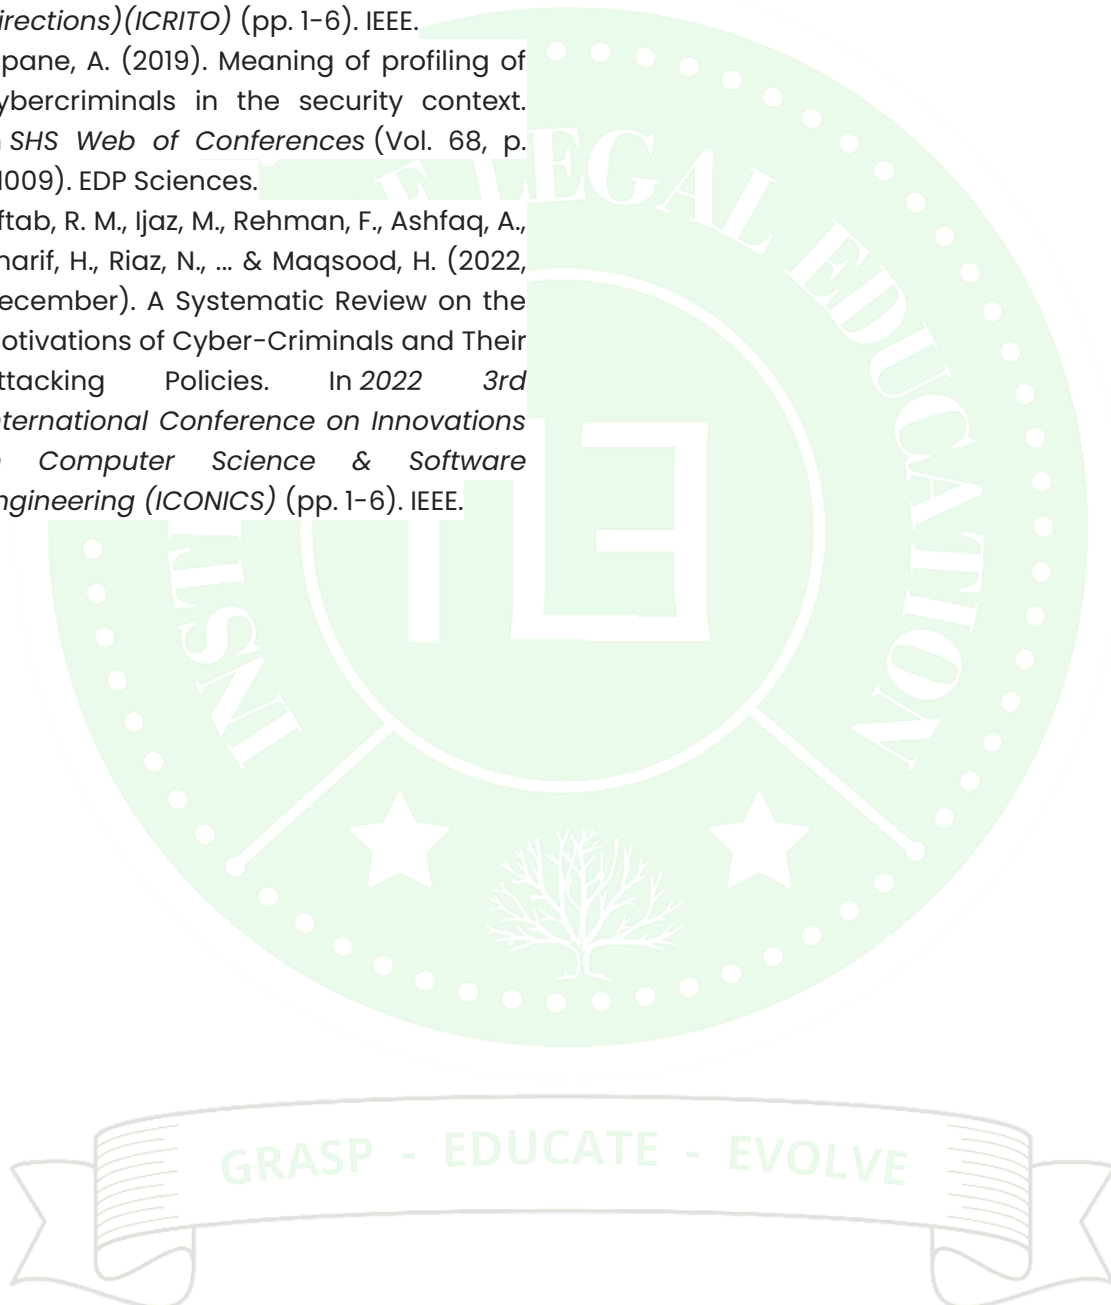 irections)(ICRITO) (pp. 1-6). IEEE.
pane, A. (2019). Meaning of profiling of
ybercriminals in the security context.
SHS Web of Conferences (Vol. 68, p.
1009). EDP Sciences.
ftab, R. M., Ijaz, M., Rehman, F., Ashfaq, A.,
harif, H., Riaz, N., ... & Maqsood, H. (2022,
ecember). A Systematic Review on the
otivations of Cyber-Criminals and Their
ttacking Policies. In 2022 3rd
nternational Conference on Innovations
Computer Science & Software
ngineering (ICONICS) (pp. 1-6). IEEE.
INST
E LEGAL EDUCATION
GRASP - EDUCATE - EVOLVE